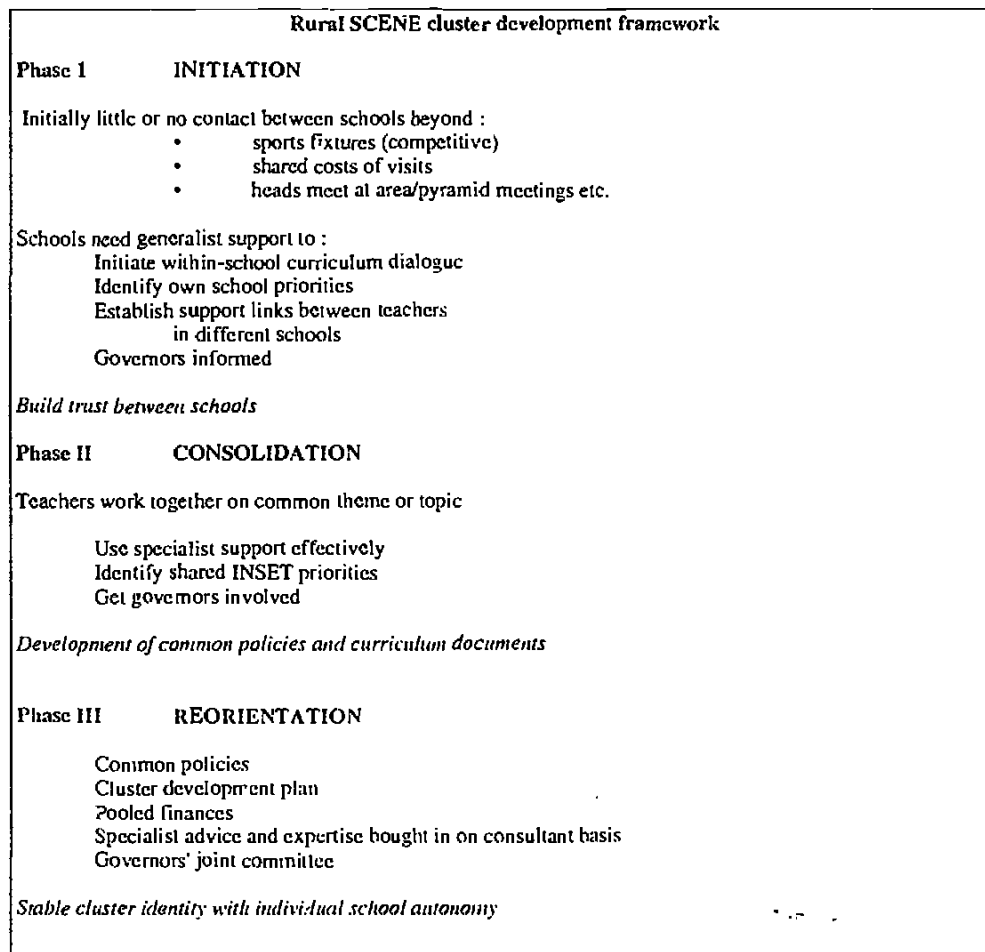 Rural SCENE cluster development framework
Phase 1 INITIATION
Initially little or no contact between schools beyond :
• sports fixtures (competitive)
• shared costs of visits
• heads meet at area/pyramid meetings etc.
Schools need generalist support to :
Initiate within-school curriculum dialogue
Identify own school priorities
Establish support links between teachers
in different schools
Governors informed
Build trust between schools
Phase II CONSOLIDATION
Teachers work together on common theme or topic
Use specialist support effectively
Identify shared INSET priorities
Get governors involved
Development of common policies and curriculum documents
Phase III REORIENTATION
Common policies
Cluster development plan
Pooled finances
Specialist advice and expertise bought in on consultant basis
Governors' joint committee
Stable cluster identity with individual school autonomy